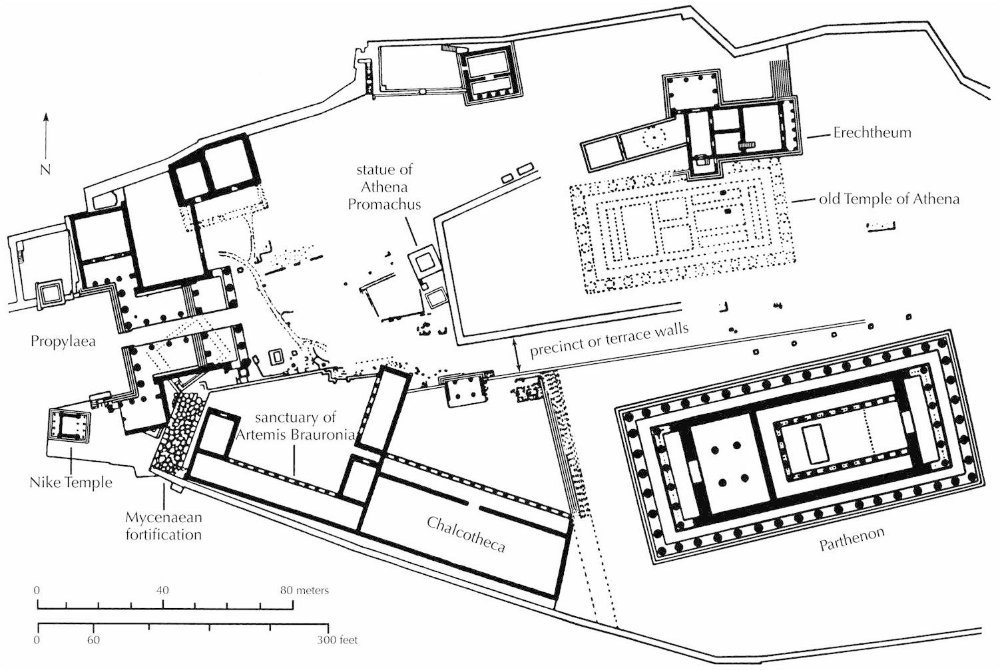 Erechtheum
N
statue of
Athena
Promachus
old Temple of Athena
Propylaea
precinct or terrace walls
sanctuary of
Artemis Brauronia
Nike Temple
Mycenaean
fortification
Chalcotheca
Parthenon
0 40 80 meters
0 60 300 feet